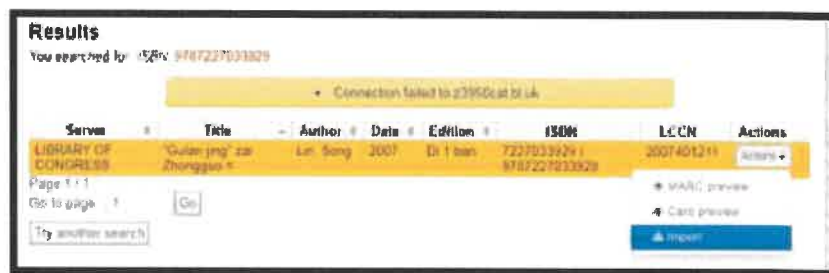 Results
You searched for ISBN: 9787227033929
Connection failed to z3950cat.bl.uk
Server Title Author Date Edition ISBN LCCN Actions
LIBRARY OF "Gulan jing" zai Lin, Song 2007 Di 1 ban. 7227033929 | 2007401211 Actions
CONGRESS Zhongguo = 9787227033929
Page 1 / 1
Go to page : 1 Go
MARC preview
Card preview
Try another search
Import